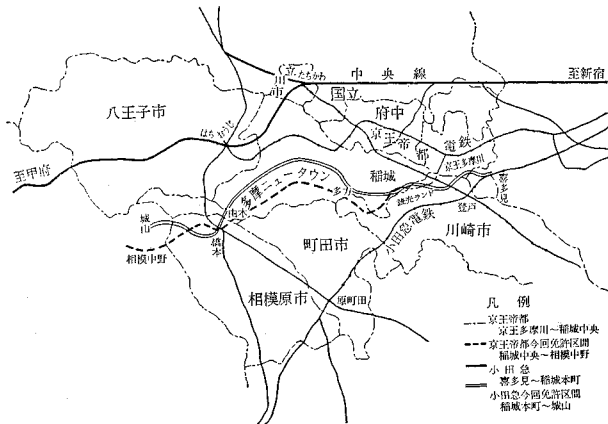 中央線
至新宿
立川市
たちかわ
国立
府中
八王子市
はちおうじ
京王帝都電鉄
京王多摩川
至甲府
稲城
多摩ニュータウン
多摩
読売ランド
喜多見
登戸
城山
由木
橋本
相模中野
町田市
小田急電鉄
川崎市
相模原市
原町田
凡例
京王帝都
京王多摩川〜稲城中央
京王帝都今回免許区間
稲城中央〜相模中野
小田急
喜多見〜稲城本町
小田急今回免許区間
稲城本町〜城山